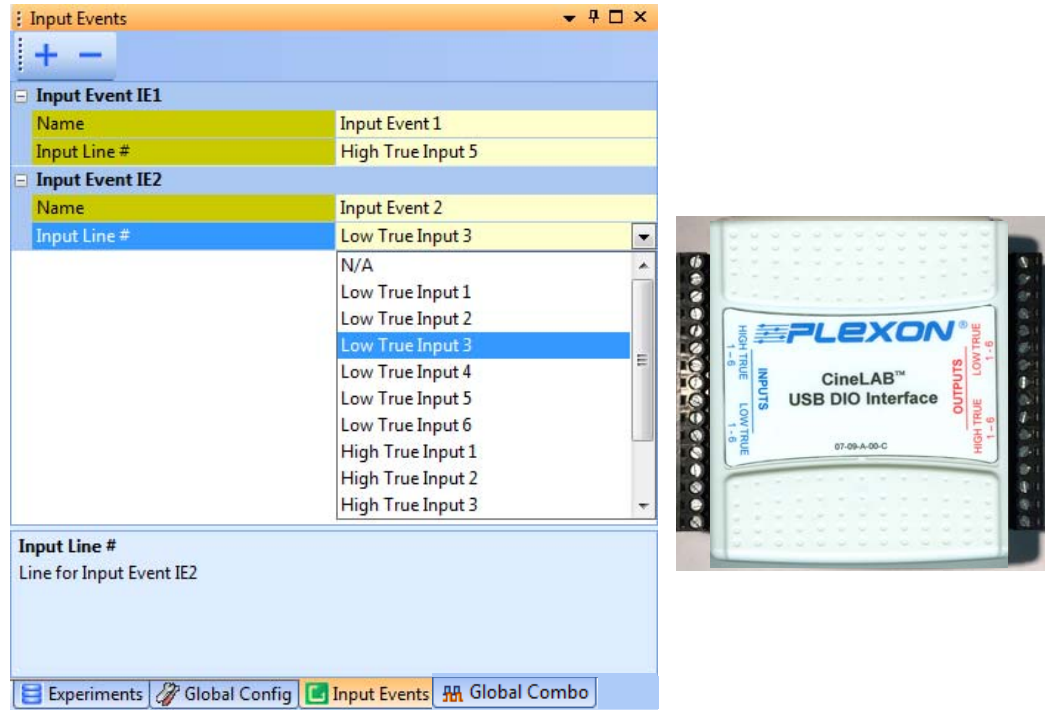 Input Events
Input Event IE1
Name Input Event 1
Input Line # High True Input 5
Input Event IE2
Name Input Event 2
Input Line # Low True Input 3
N/A
Low True Input 1
Low True Input 2
Low True Input 3
Low True Input 4
Low True Input 5
Low True Input 6
High True Input 1
High True Input 2
High True Input 3
Input Line #
Line for Input Event IE2
Experiments Global Config Input Events Global Combo
PLEXON®
CineLAB™
USB DIO Interface
07-09-A-00-C
INPUTS
HIGH TRUE
1-6
LOW TRUE
1-6
OUTPUTS
LOW TRUE
1-6
HIGH TRUE
1-6